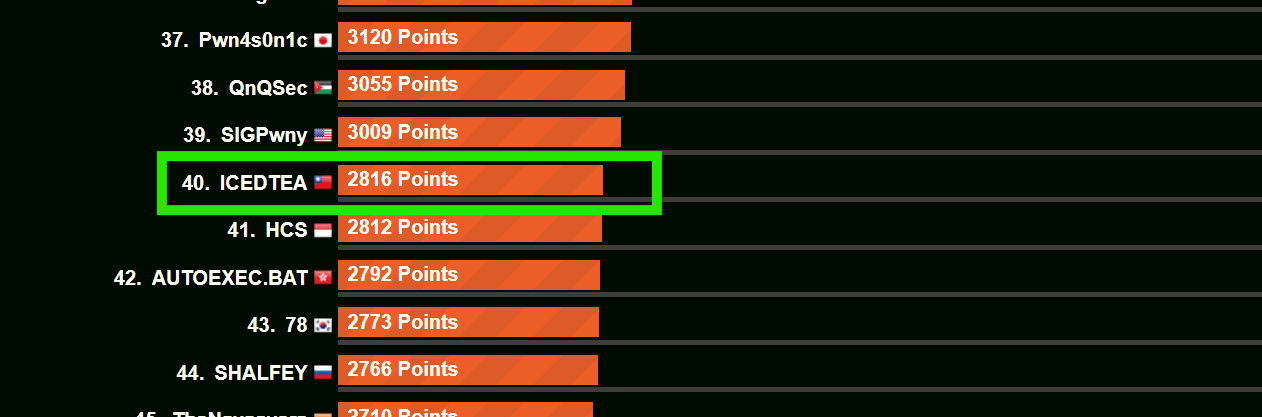 37. Pwn4s0n1c 3120 Points
38. QnQSec 3055 Points
39. SIGPwny 3009 Points
40. ICEDTEA 2816 Points
41. HCS 2812 Points
42. AUTOEXEC.BAT 2792 Points
43. 78 2773 Points
44. SHALFEY 2766 Points
45. 2710 Points